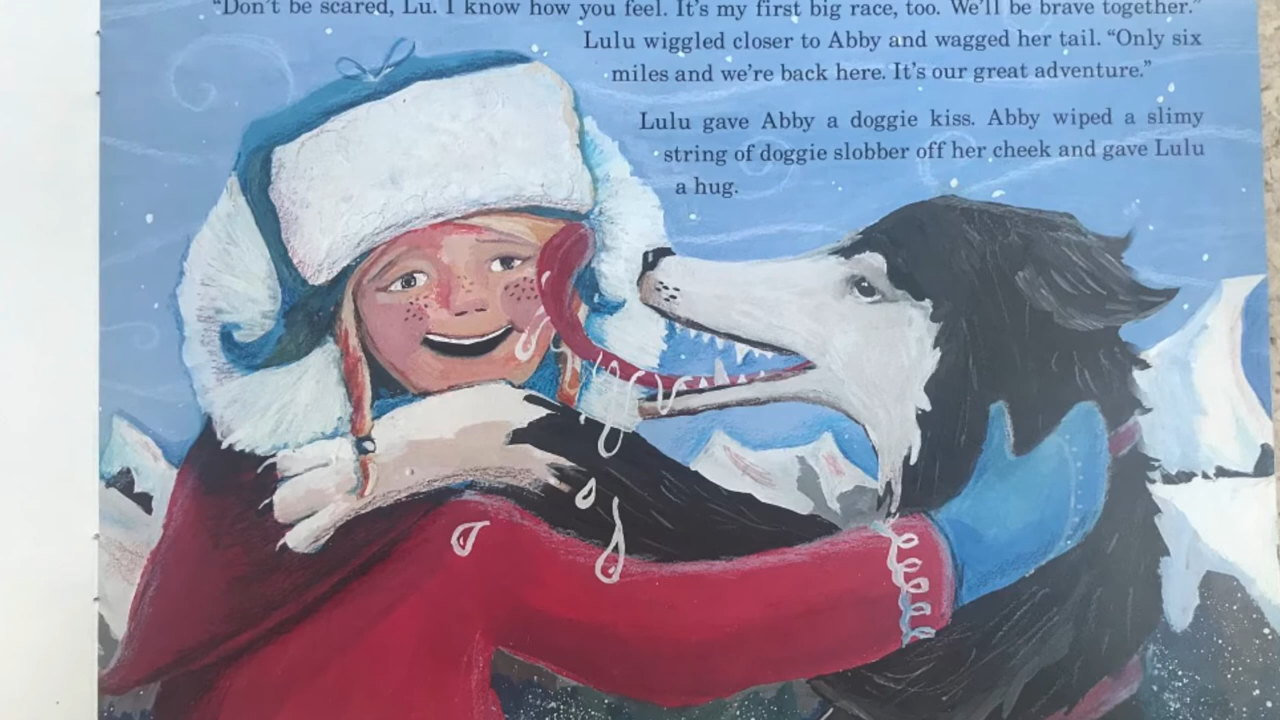 “Don’t be scared, Lu. I know how you feel. It’s my first big race, too. We’ll be brave together.”
Lulu wiggled closer to Abby and wagged her tail. “Only six
miles and we’re back here. It’s our great adventure.”
Lulu gave Abby a doggie kiss. Abby wiped a slimy
string of doggie slobber off her cheek and gave Lulu
a hug.